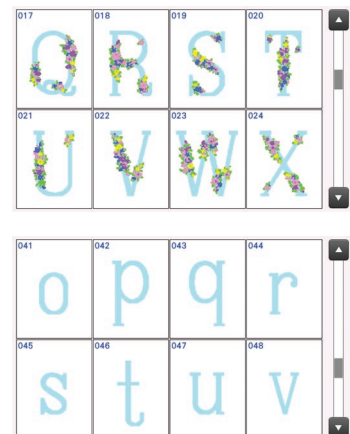 017 018 019 020
Q R S T
021 022 023 024
U V W X
041 042 043 044
o p q r
045 046 047 048
s t u v